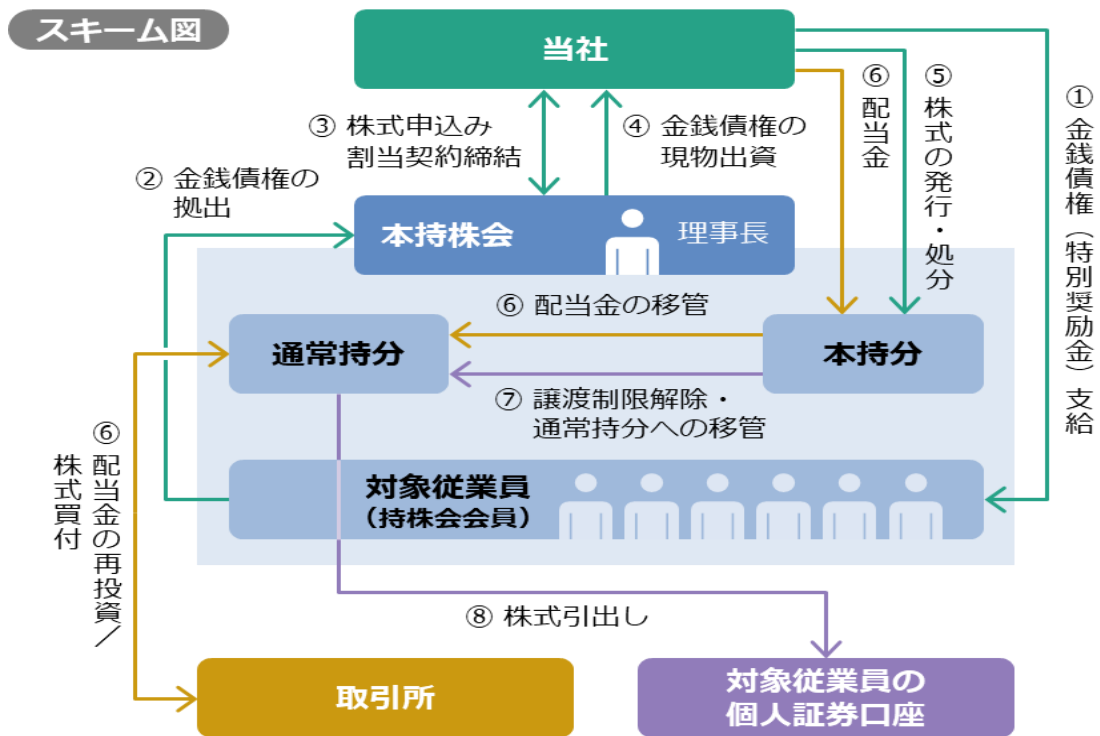 スキーム図
当社
① 金銭債権（特別奨励金）支給
⑤ 株式の発行・処分
⑥ 配当金
③ 株式申込み
割当契約締結
④ 金銭債権の
現物出資
② 金銭債権の
拠出
本持株会
理事長
⑥ 配当金の移管
通常持分
本持分
⑦ 譲渡制限解除・
通常持分への移管
⑥ 配当金の再投資／
株式買付
対象従業員
（持株会会員）
⑧ 株式引出し
取引所
対象従業員の
個人証券口座